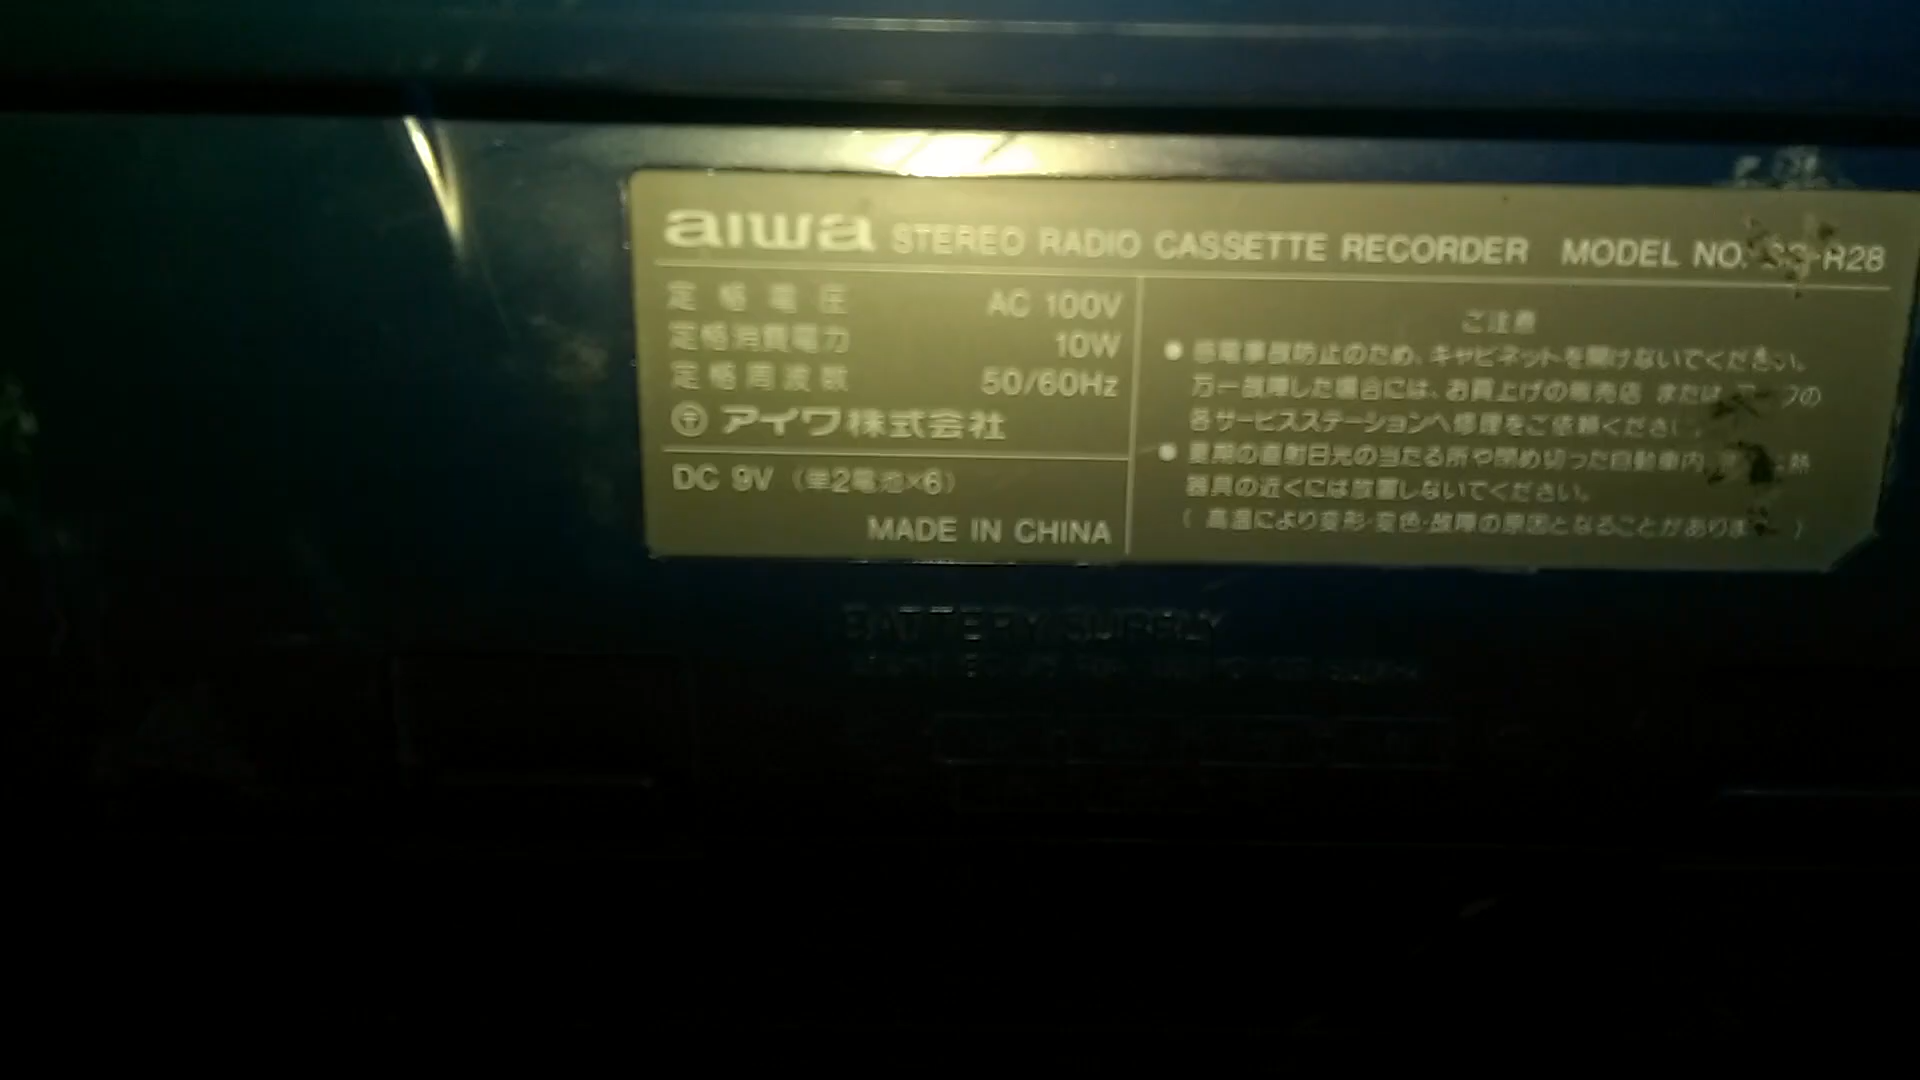 aiwa STEREO RADIO CASSETTE RECORDER MODEL NO. R28
定格電圧 AC 100V
定格消費電力 10W
定格周波数 50/60Hz
〒 アイワ株式会社
DC 9V (単2電池×6)
MADE IN CHINA
ご注意
● 感電事故防止のため、キャビネットを開けないでください。
万一故障した場合には、お買上げの販売店 または
各サービスステーションへ修理をご依頼ください。
● 夏期の直射日光の当たる所や閉め切った自動車内、熱
器具の近くには放置しないでください。
( 高温により変形・変色・故障の原因となることがあります )
BATTERY SUPPLY